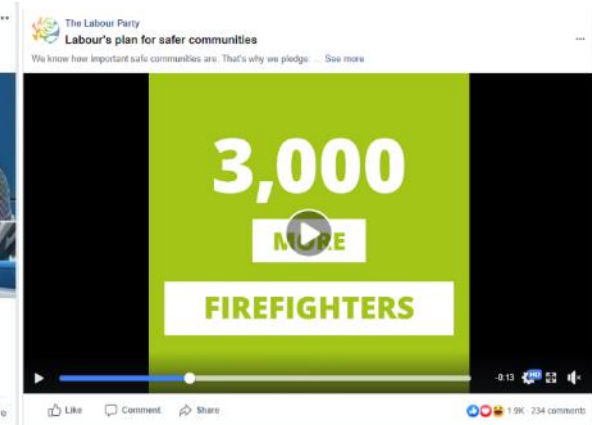 The Labour Party
Labour's plan for safer communities
We know how important safe communities are. That's why we pledge: ... See more
3,000
MORE
FIREFIGHTERS
-0:13 HD
Like Comment Share 1.9K · 234 comments